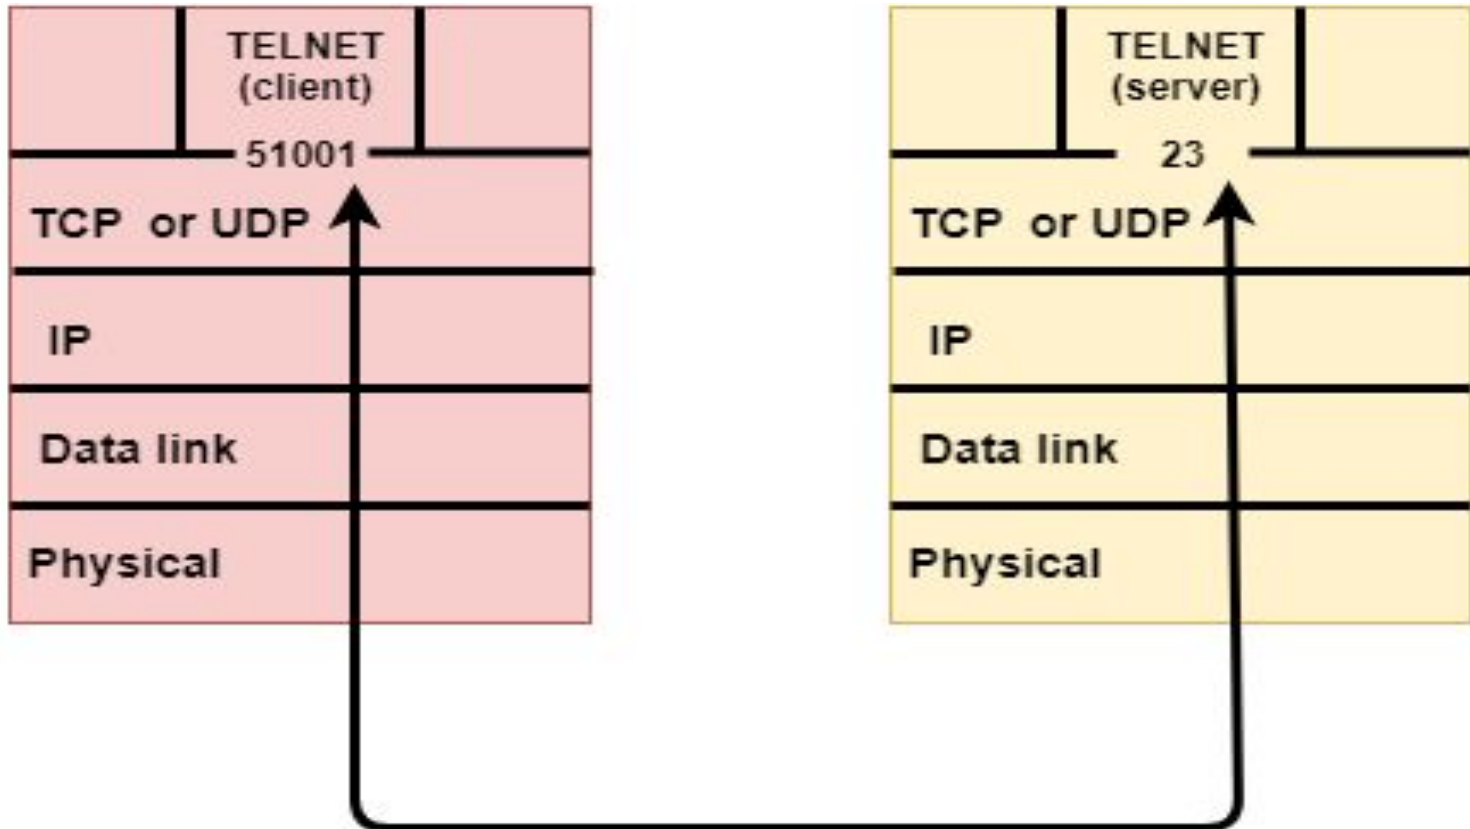 TELNET
(client)
51001
TCP or UDP
IP
Data link
Physical
TELNET
(server)
23
TCP or UDP
IP
Data link
Physical